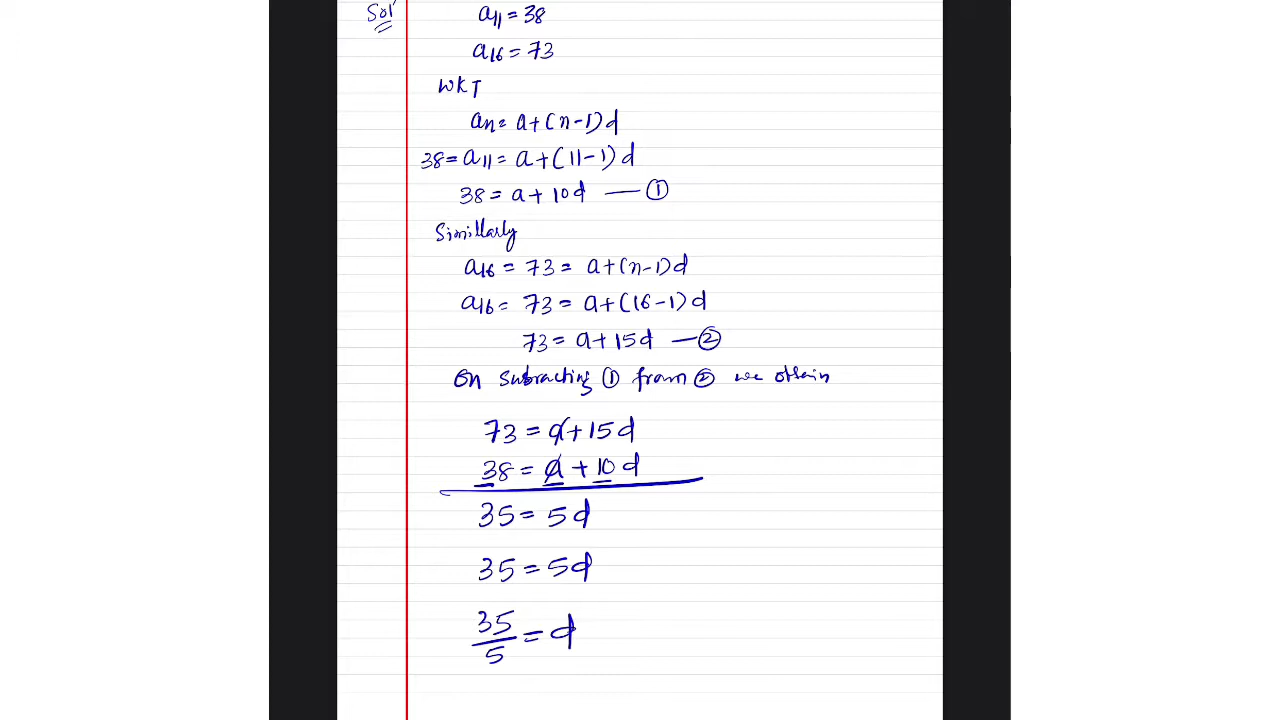 Sol
a11 = 38
a16 = 73
WKT
an = a+(n-1)d
38 = a11 = a+(11-1)d
38 = a+10d — ①
Simillarly
a16 = 73 = a+(n-1)d
a16 = 73 = a+(16-1)d
73 = a+15d — ②
On subtracting ① from ② we obtain
73 = a+15d
38 = a+10d
35 = 5d
35 = 5d
35/5 = d